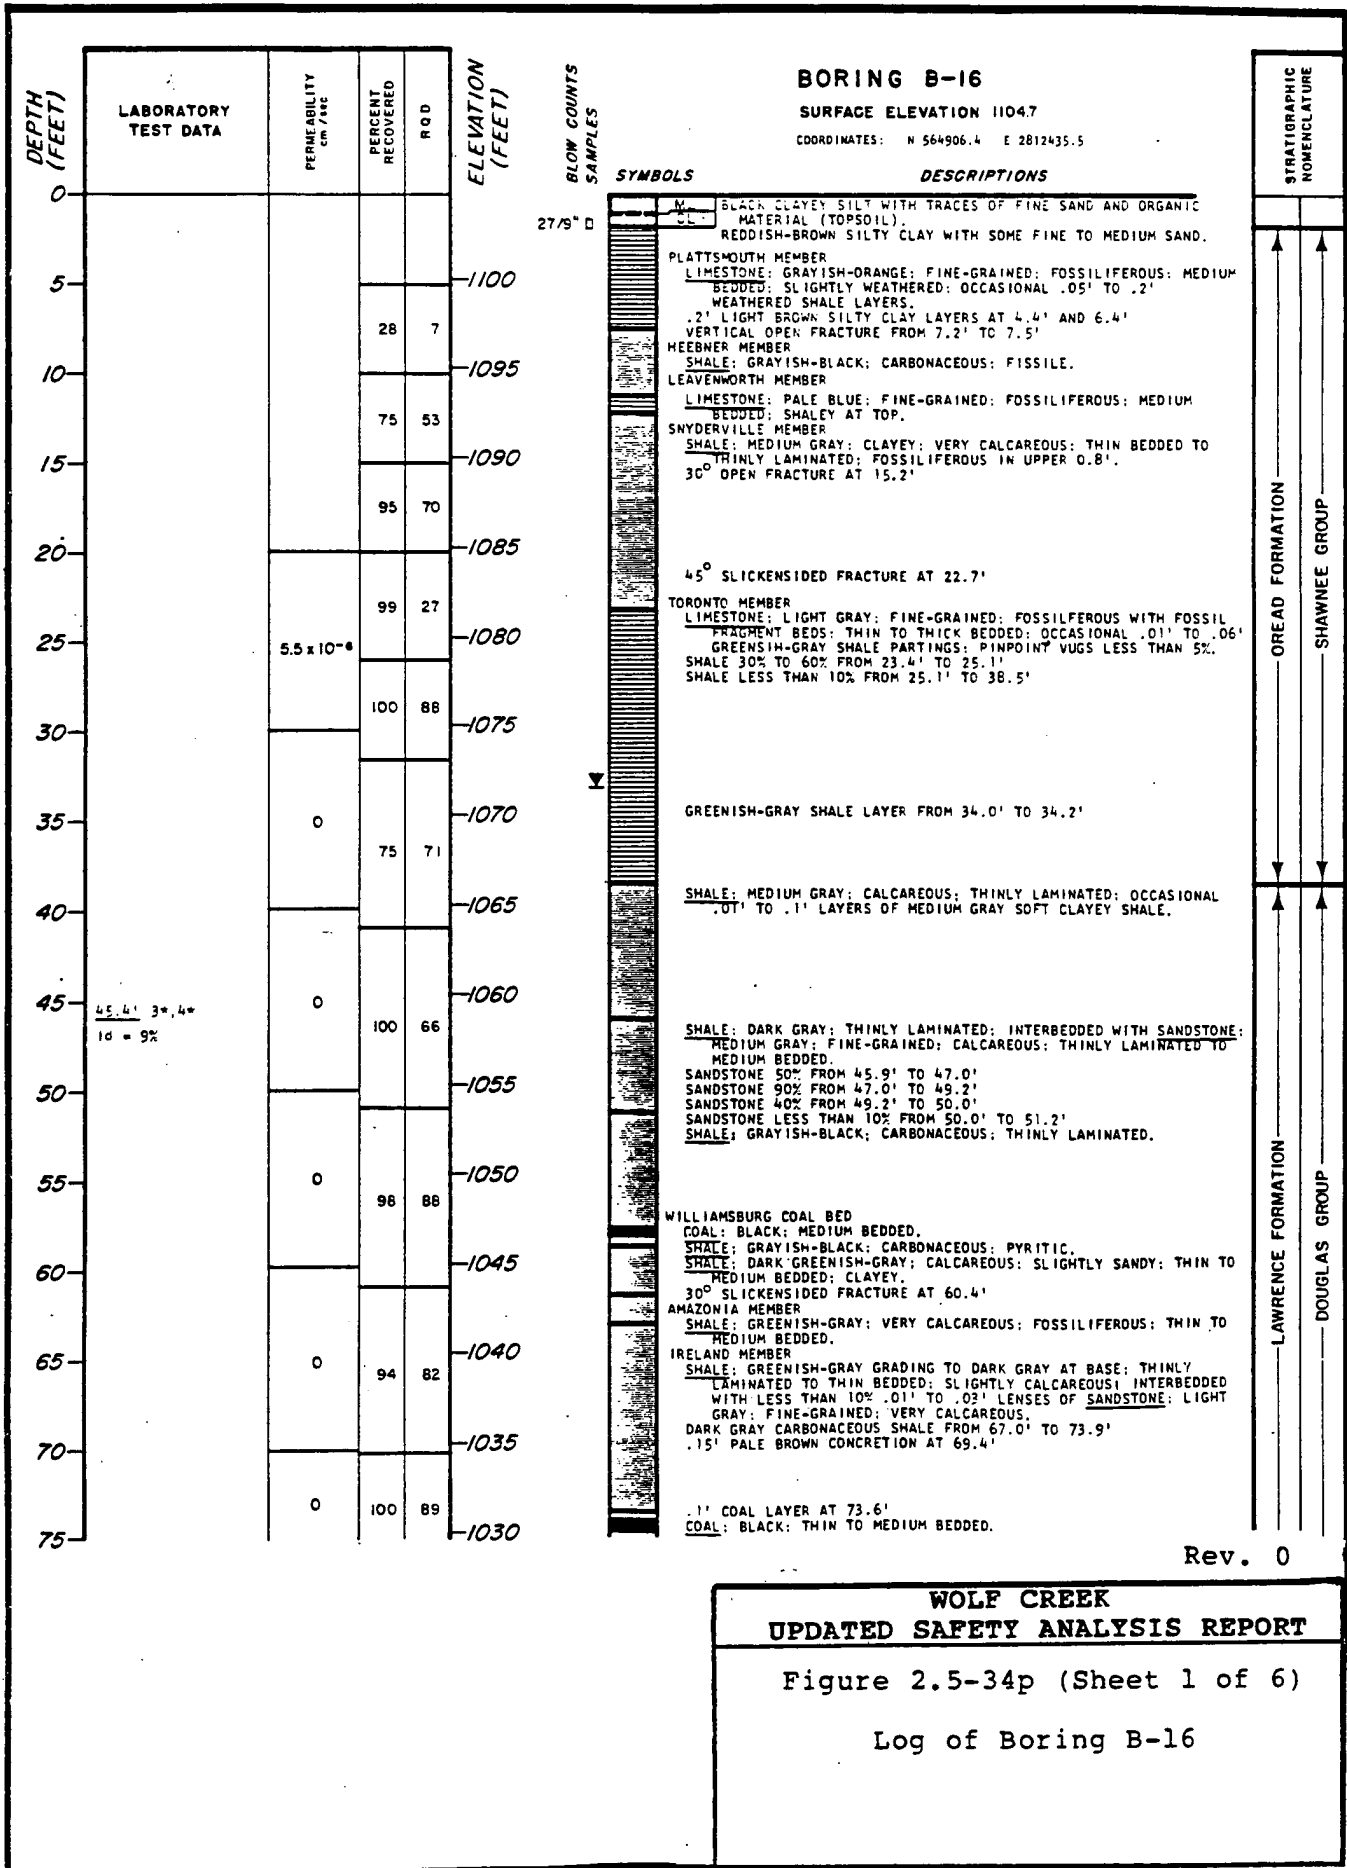 DEPTH (FEET)
LABORATORY TEST DATA
PERMEABILITY cm/sec
PERCENT RECOVERED
RQD
ELEVATION (FEET)
BLOW COUNTS
SAMPLES
BORING B-16
SURFACE ELEVATION 1104.7
COORDINATES: N 564906.4 E 2812435.5
SYMBOLS
DESCRIPTIONS
STRATIGRAPHIC NOMENCLATURE
0
5
10
15
20
25
30
35
40
45
50
55
60
65
70
75
45.4' 3*,4*
Id = 9%
5.5 x 10⁻⁶
0
0
0
0
0
0
28 7
75 53
95 70
99 27
100 88
75 71
100 66
98 88
94 82
100 89
1100
1095
1090
1085
1080
1075
1070
1065
1060
1055
1050
1045
1040
1035
1030
27/9" D
CL
BLACK CLAYEY SILT WITH TRACES OF FINE SAND AND ORGANIC
MATERIAL (TOPSOIL).
REDDISH-BROWN SILTY CLAY WITH SOME FINE TO MEDIUM SAND.
PLATTSMOUTH MEMBER
LIMESTONE: GRAYISH-ORANGE: FINE-GRAINED: FOSSILIFEROUS: MEDIUM
BEDDED: SLIGHTLY WEATHERED: OCCASIONAL .05' TO .2'
WEATHERED SHALE LAYERS.
.2' LIGHT BROWN SILTY CLAY LAYERS AT 4.4' AND 6.4'
VERTICAL OPEN FRACTURE FROM 7.2' TO 7.5'
HEEBNER MEMBER
SHALE: GRAYISH-BLACK; CARBONACEOUS: FISSILE.
LEAVENWORTH MEMBER
LIMESTONE: PALE BLUE; FINE-GRAINED: FOSSILIFEROUS; MEDIUM
BEDDED: SHALEY AT TOP.
SNYDERVILLE MEMBER
SHALE: MEDIUM GRAY; CLAYEY; VERY CALCAREOUS: THIN BEDDED TO
THINLY LAMINATED; FOSSILIFEROUS IN UPPER 0.8'.
30° OPEN FRACTURE AT 15.2'
45° SLICKENSIDED FRACTURE AT 22.7'
TORONTO MEMBER
LIMESTONE: LIGHT GRAY; FINE-GRAINED: FOSSILFEROUS WITH FOSSIL
FRAGMENT BEDS: THIN TO THICK BEDDED: OCCASIONAL .01' TO .06'
GREENSIH-GRAY SHALE PARTINGS: PINPOINT VUGS LESS THAN 5%.
SHALE 30% TO 60% FROM 23.4' TO 25.1'
SHALE LESS THAN 10% FROM 25.1' TO 38.5'
GREENISH-GRAY SHALE LAYER FROM 34.0' TO 34.2'
SHALE: MEDIUM GRAY; CALCAREOUS; THINLY LAMINATED; OCCASIONAL
.01' TO .1' LAYERS OF MEDIUM GRAY SOFT CLAYEY SHALE.
SHALE: DARK GRAY; THINLY LAMINATED: INTERBEDDED WITH SANDSTONE:
MEDIUM GRAY; FINE-GRAINED; CALCAREOUS: THINLY LAMINATED TO
MEDIUM BEDDED.
SANDSTONE 50% FROM 45.9' TO 47.0'
SANDSTONE 90% FROM 47.0' TO 49.2'
SANDSTONE 40% FROM 49.2' TO 50.0'
SANDSTONE LESS THAN 10% FROM 50.0' TO 51.2'
SHALE: GRAYISH-BLACK; CARBONACEOUS; THINLY LAMINATED.
WILLIAMSBURG COAL BED
COAL: BLACK; MEDIUM BEDDED.
SHALE: GRAYISH-BLACK; CARBONACEOUS: PYRITIC.
SHALE: DARK GREENISH-GRAY; CALCAREOUS: SLIGHTLY SANDY; THIN TO
MEDIUM BEDDED; CLAYEY.
30° SLICKENSIDED FRACTURE AT 60.4'
AMAZONIA MEMBER
SHALE: GREENISH-GRAY; VERY CALCAREOUS; FOSSILIFEROUS: THIN TO
MEDIUM BEDDED.
IRELAND MEMBER
SHALE: GREENISH-GRAY GRADING TO DARK GRAY AT BASE; THINLY
LAMINATED TO THIN BEDDED; SLIGHTLY CALCAREOUS; INTERBEDDED
WITH LESS THAN 10% .01' TO .03' LENSES OF SANDSTONE; LIGHT
GRAY; FINE-GRAINED; VERY CALCAREOUS.
DARK GRAY CARBONACEOUS SHALE FROM 67.0' TO 73.9'
.15' PALE BROWN CONCRETION AT 69.4'
.1' COAL LAYER AT 73.6'
COAL: BLACK: THIN TO MEDIUM BEDDED.
OREAD FORMATION
SHAWNEE GROUP
LAWRENCE FORMATION
DOUGLAS GROUP
Rev. 0
WOLF CREEK
UPDATED SAFETY ANALYSIS REPORT
Figure 2.5-34p (Sheet 1 of 6)
Log of Boring B-16